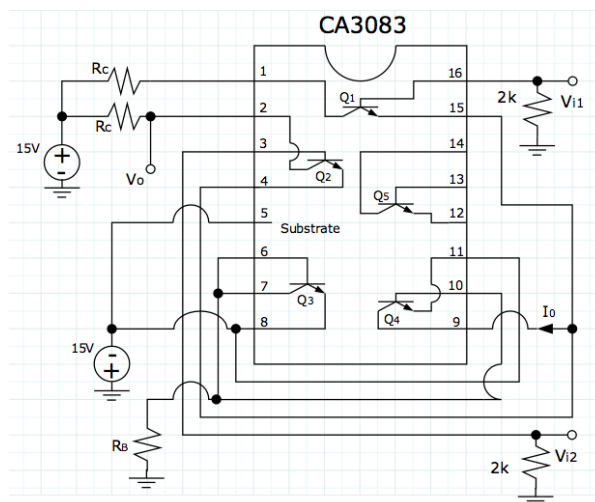 CA3083
Rc
1
16
Q1
2k
Vi1
Rc
2
15
15V
3
14
Vo
Q2
4
13
Q5
5
Substrate
12
6
11
7
10
Q3
I0
8
Q4
9
15V
RB
Vi2
2k